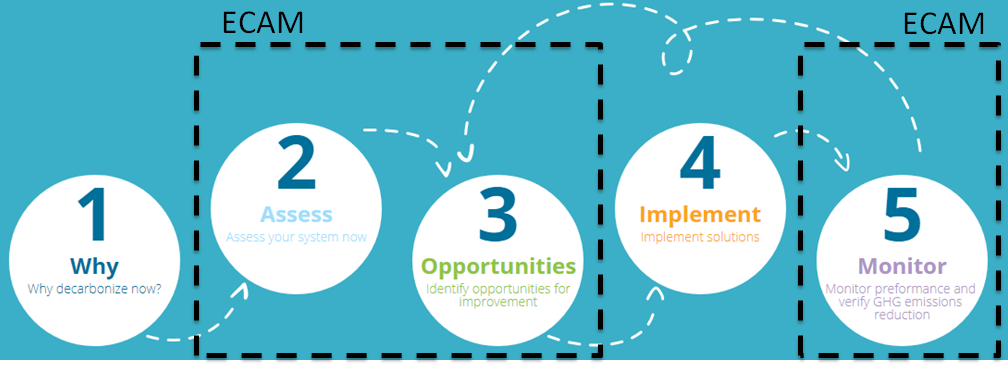 ECAM
ECAM
1
Why
Why decarbonize now?
2
Assess
Assess your system now
3
Opportunities
Identify opportunities for
improvement
4
Implement
Implement solutions
5
Monitor
Monitor preformance and
verify GHG emissions
reduction